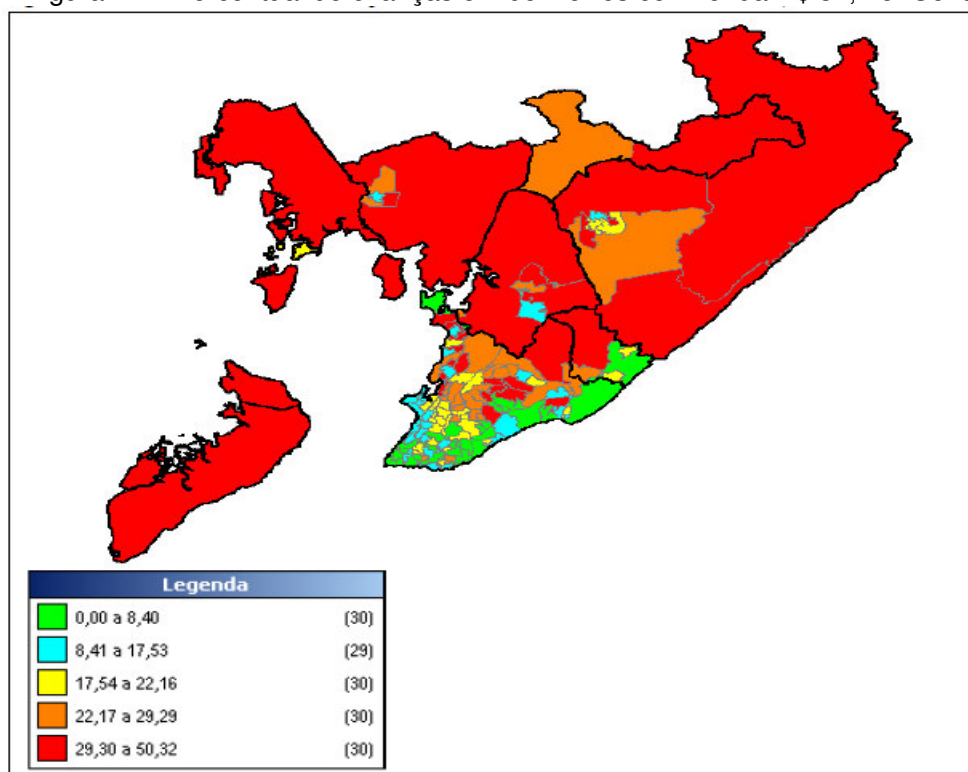 Legenda
0,00 a 8,40 (30)
8,41 a 17,53 (29)
17,54 a 22,16 (30)
22,17 a 29,29 (30)
29,30 a 50,32 (30)